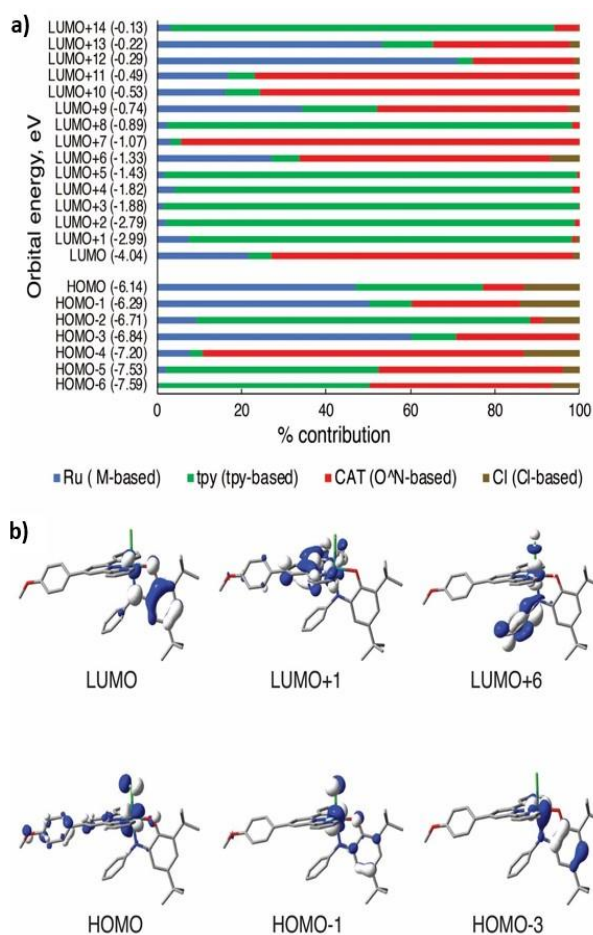 a)
Orbital energy, eV
LUMO+14 (-0.13)
LUMO+13 (-0.22)
LUMO+12 (-0.29)
LUMO+11 (-0.49)
LUMO+10 (-0.53)
LUMO+9 (-0.74)
LUMO+8 (-0.89)
LUMO+7 (-1.07)
LUMO+6 (-1.33)
LUMO+5 (-1.43)
LUMO+4 (-1.82)
LUMO+3 (-1.88)
LUMO+2 (-2.79)
LUMO+1 (-2.99)
LUMO (-4.04)
HOMO (-6.14)
HOMO-1 (-6.29)
HOMO-2 (-6.71)
HOMO-3 (-6.84)
HOMO-4 (-7.20)
HOMO-5 (-7.53)
HOMO-6 (-7.59)
0 20 40 60 80 100
% contribution
Ru ( M-based) tpy (tpy-based) CAT (O^N-based) Cl (Cl-based)
b)
LUMO LUMO+1 LUMO+6
HOMO HOMO-1 HOMO-3